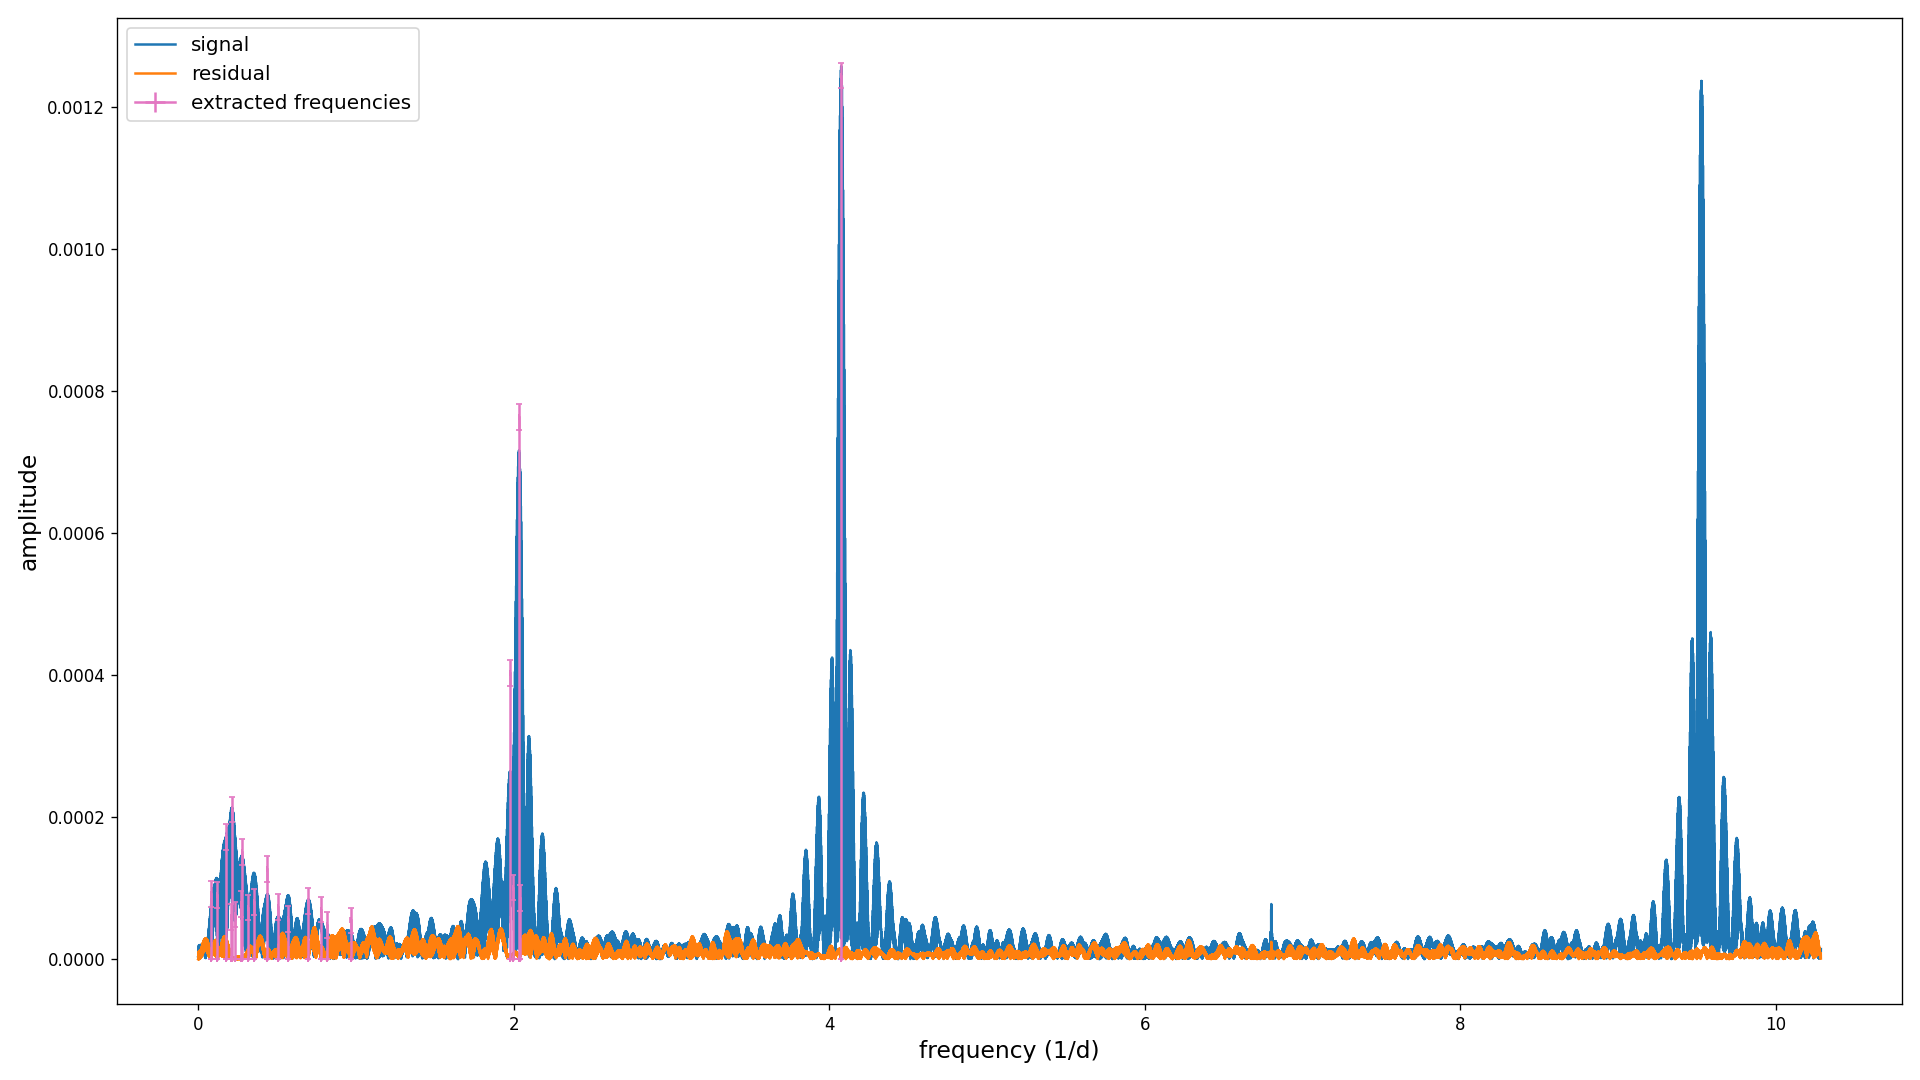 signal
residual
extracted frequencies
0.0012
0.0010
0.0008
0.0006
0.0004
0.0002
0.0000
amplitude
0 2 4 6 8 10
frequency (1/d)